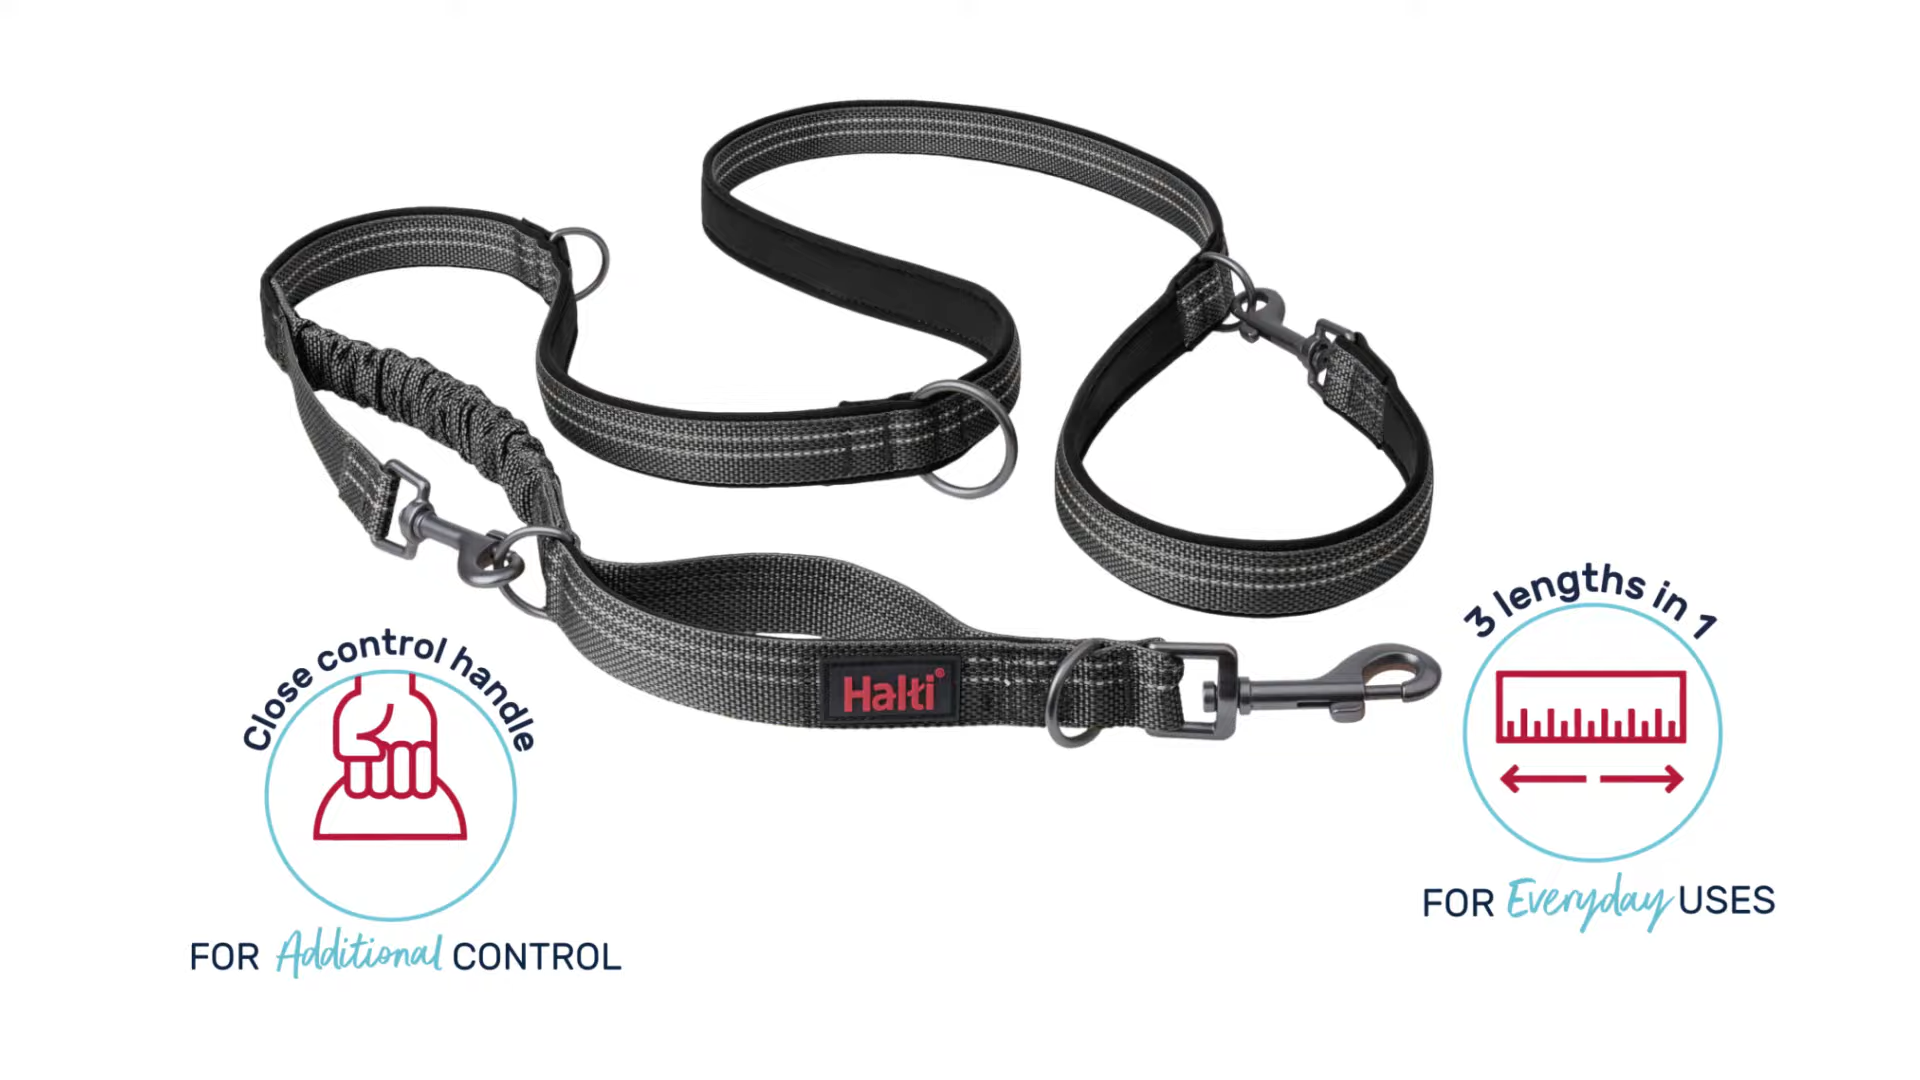 Halti®
Close control handle
FOR Additional CONTROL
3 lengths in 1
FOR Everyday USES